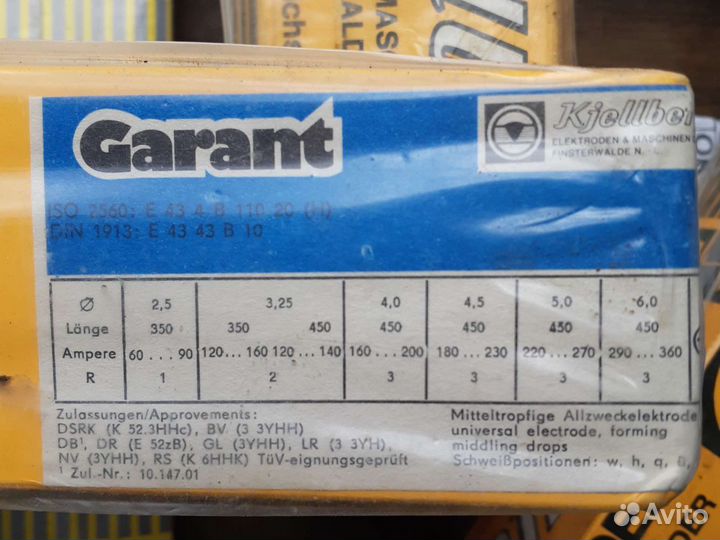 MAS
ALD
Garant
Kjellbe
ELEKTRODEN & MASCHINEN
FINSTERWALDE N.
ISO 2560: E 43 4 B 110 20 (H)
DIN 1913: E 43 43 B 10
Ø 2,5 3,25 4,0 4,5 5,0 6,0
Länge 350 350 450 450 450 450 450
Ampere 60...90 120...160 120...140 160...200 180...230 220...270 290...360
R 1 2 3 3 3 3
Zulassungen/Approvements:
DSRK (K 52.3HHc), BV (3 3YHH)
DB¹, DR (E 52zB), GL (3YHH), LR (3 3YH),
NV (3YHH), RS (K 6HHK) TüV-eignungsgeprüft
¹ Zul.-Nr.: 10.147.01
Mitteltropfige Allzweckelektrode
universal electrode, forming
middling drops
Schweißpositionen: w, h, q, ü,
Avito